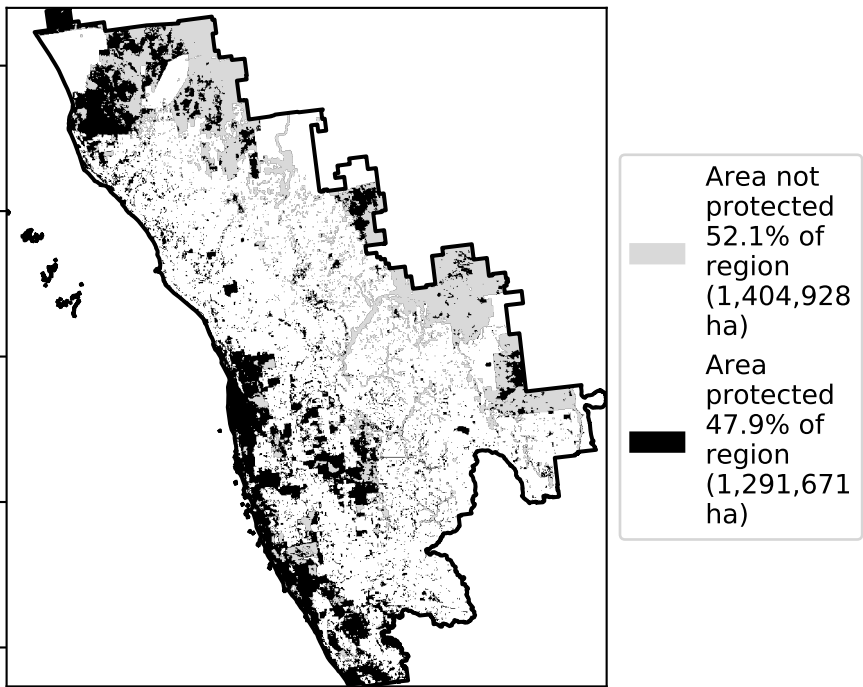 Area not
protected
52.1% of
region
(1,404,928
ha)
Area
protected
47.9% of
region
(1,291,671
ha)